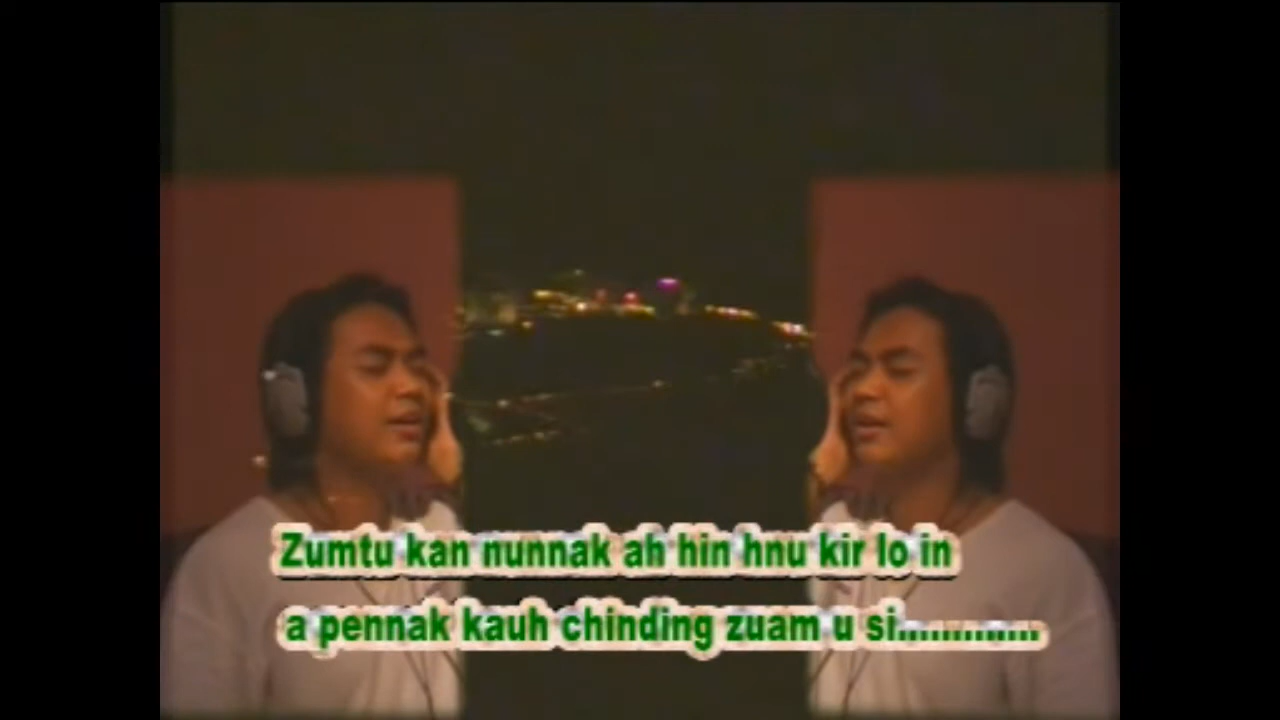 Zumtu kan nunnak ah hin hnu kir lo in
a pennak kauh chinding zuam u si.............